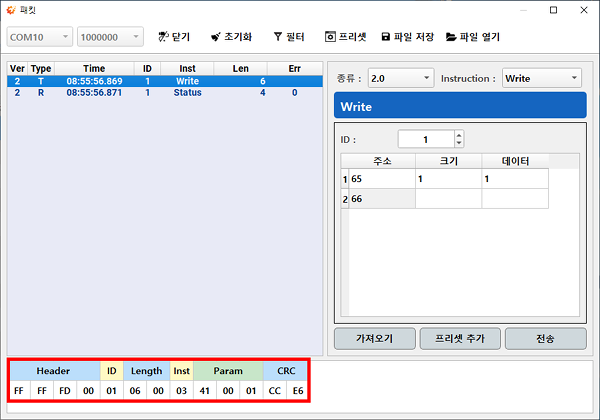 패킷
COM10 1000000 닫기 초기화 필터 프리셋 파일 저장 파일 열기
Ver Type Time ID Inst Len Err
2 T 08:55:56.869 1 Write 6
2 R 08:55:56.871 1 Status 4 0
종류 : 2.0 Instruction : Write
Write
ID : 1
주소 크기 데이터
1 65 1 1
2 66
가져오기 프리셋 추가 전송
Header ID Length Inst Param CRC
FF FF FD 00 01 06 00 03 41 00 01 CC E6